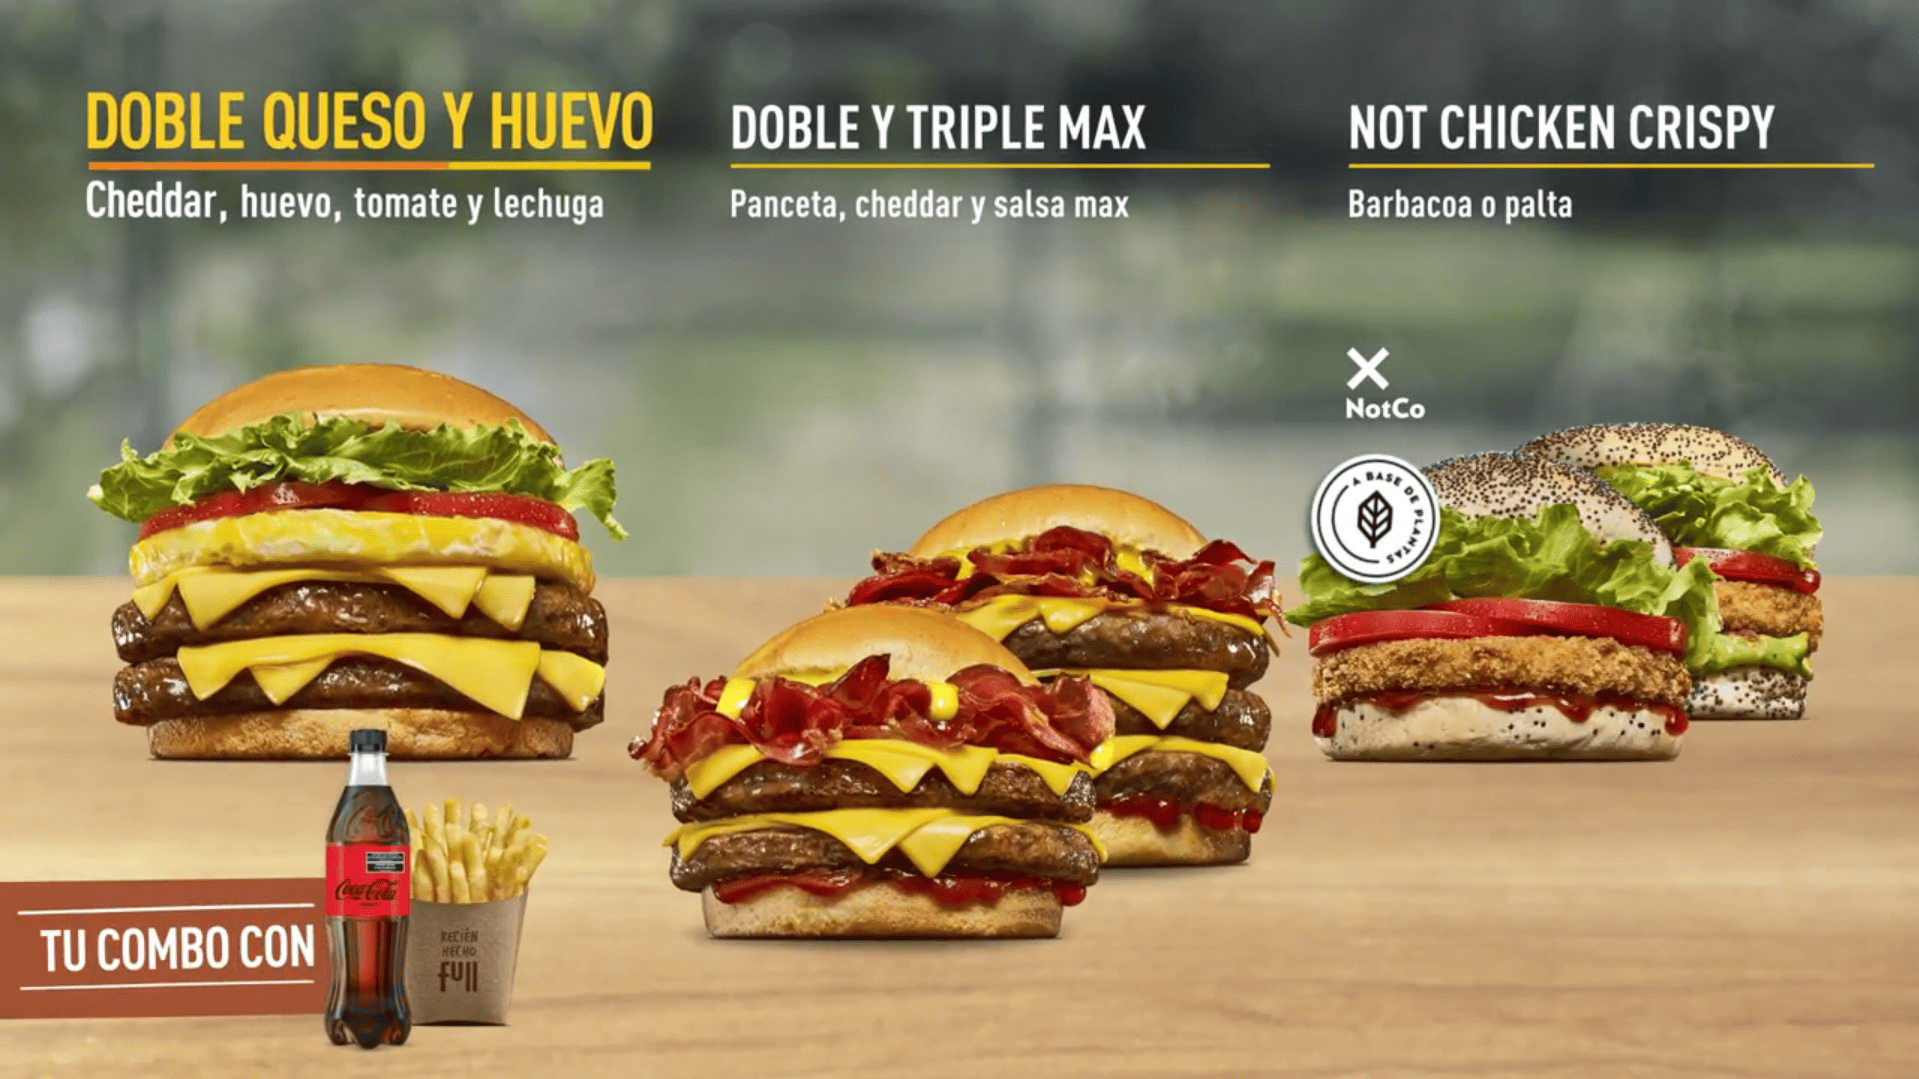 DOBLE QUESO Y HUEVO
Cheddar, huevo, tomate y lechuga
DOBLE Y TRIPLE MAX
Panceta, cheddar y salsa max
NOT CHICKEN CRISPY
Barbacoa o palta
NotCo
A BASE DE PLANTAS
TU COMBO CON
Coca-Cola
RECIÉN
HECHO
full